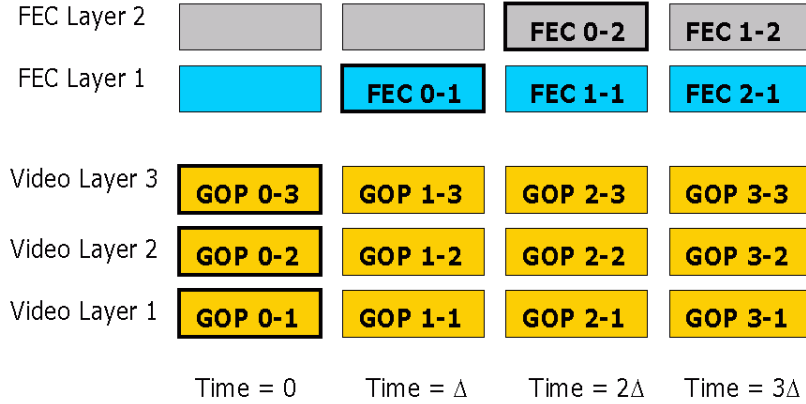 FEC Layer 2 FEC 0-2 FEC 1-2
FEC Layer 1 FEC 0-1 FEC 1-1 FEC 2-1
Video Layer 3 GOP 0-3 GOP 1-3 GOP 2-3 GOP 3-3
Video Layer 2 GOP 0-2 GOP 1-2 GOP 2-2 GOP 3-2
Video Layer 1 GOP 0-1 GOP 1-1 GOP 2-1 GOP 3-1
Time = 0 Time = Δ Time = 2Δ Time = 3Δ